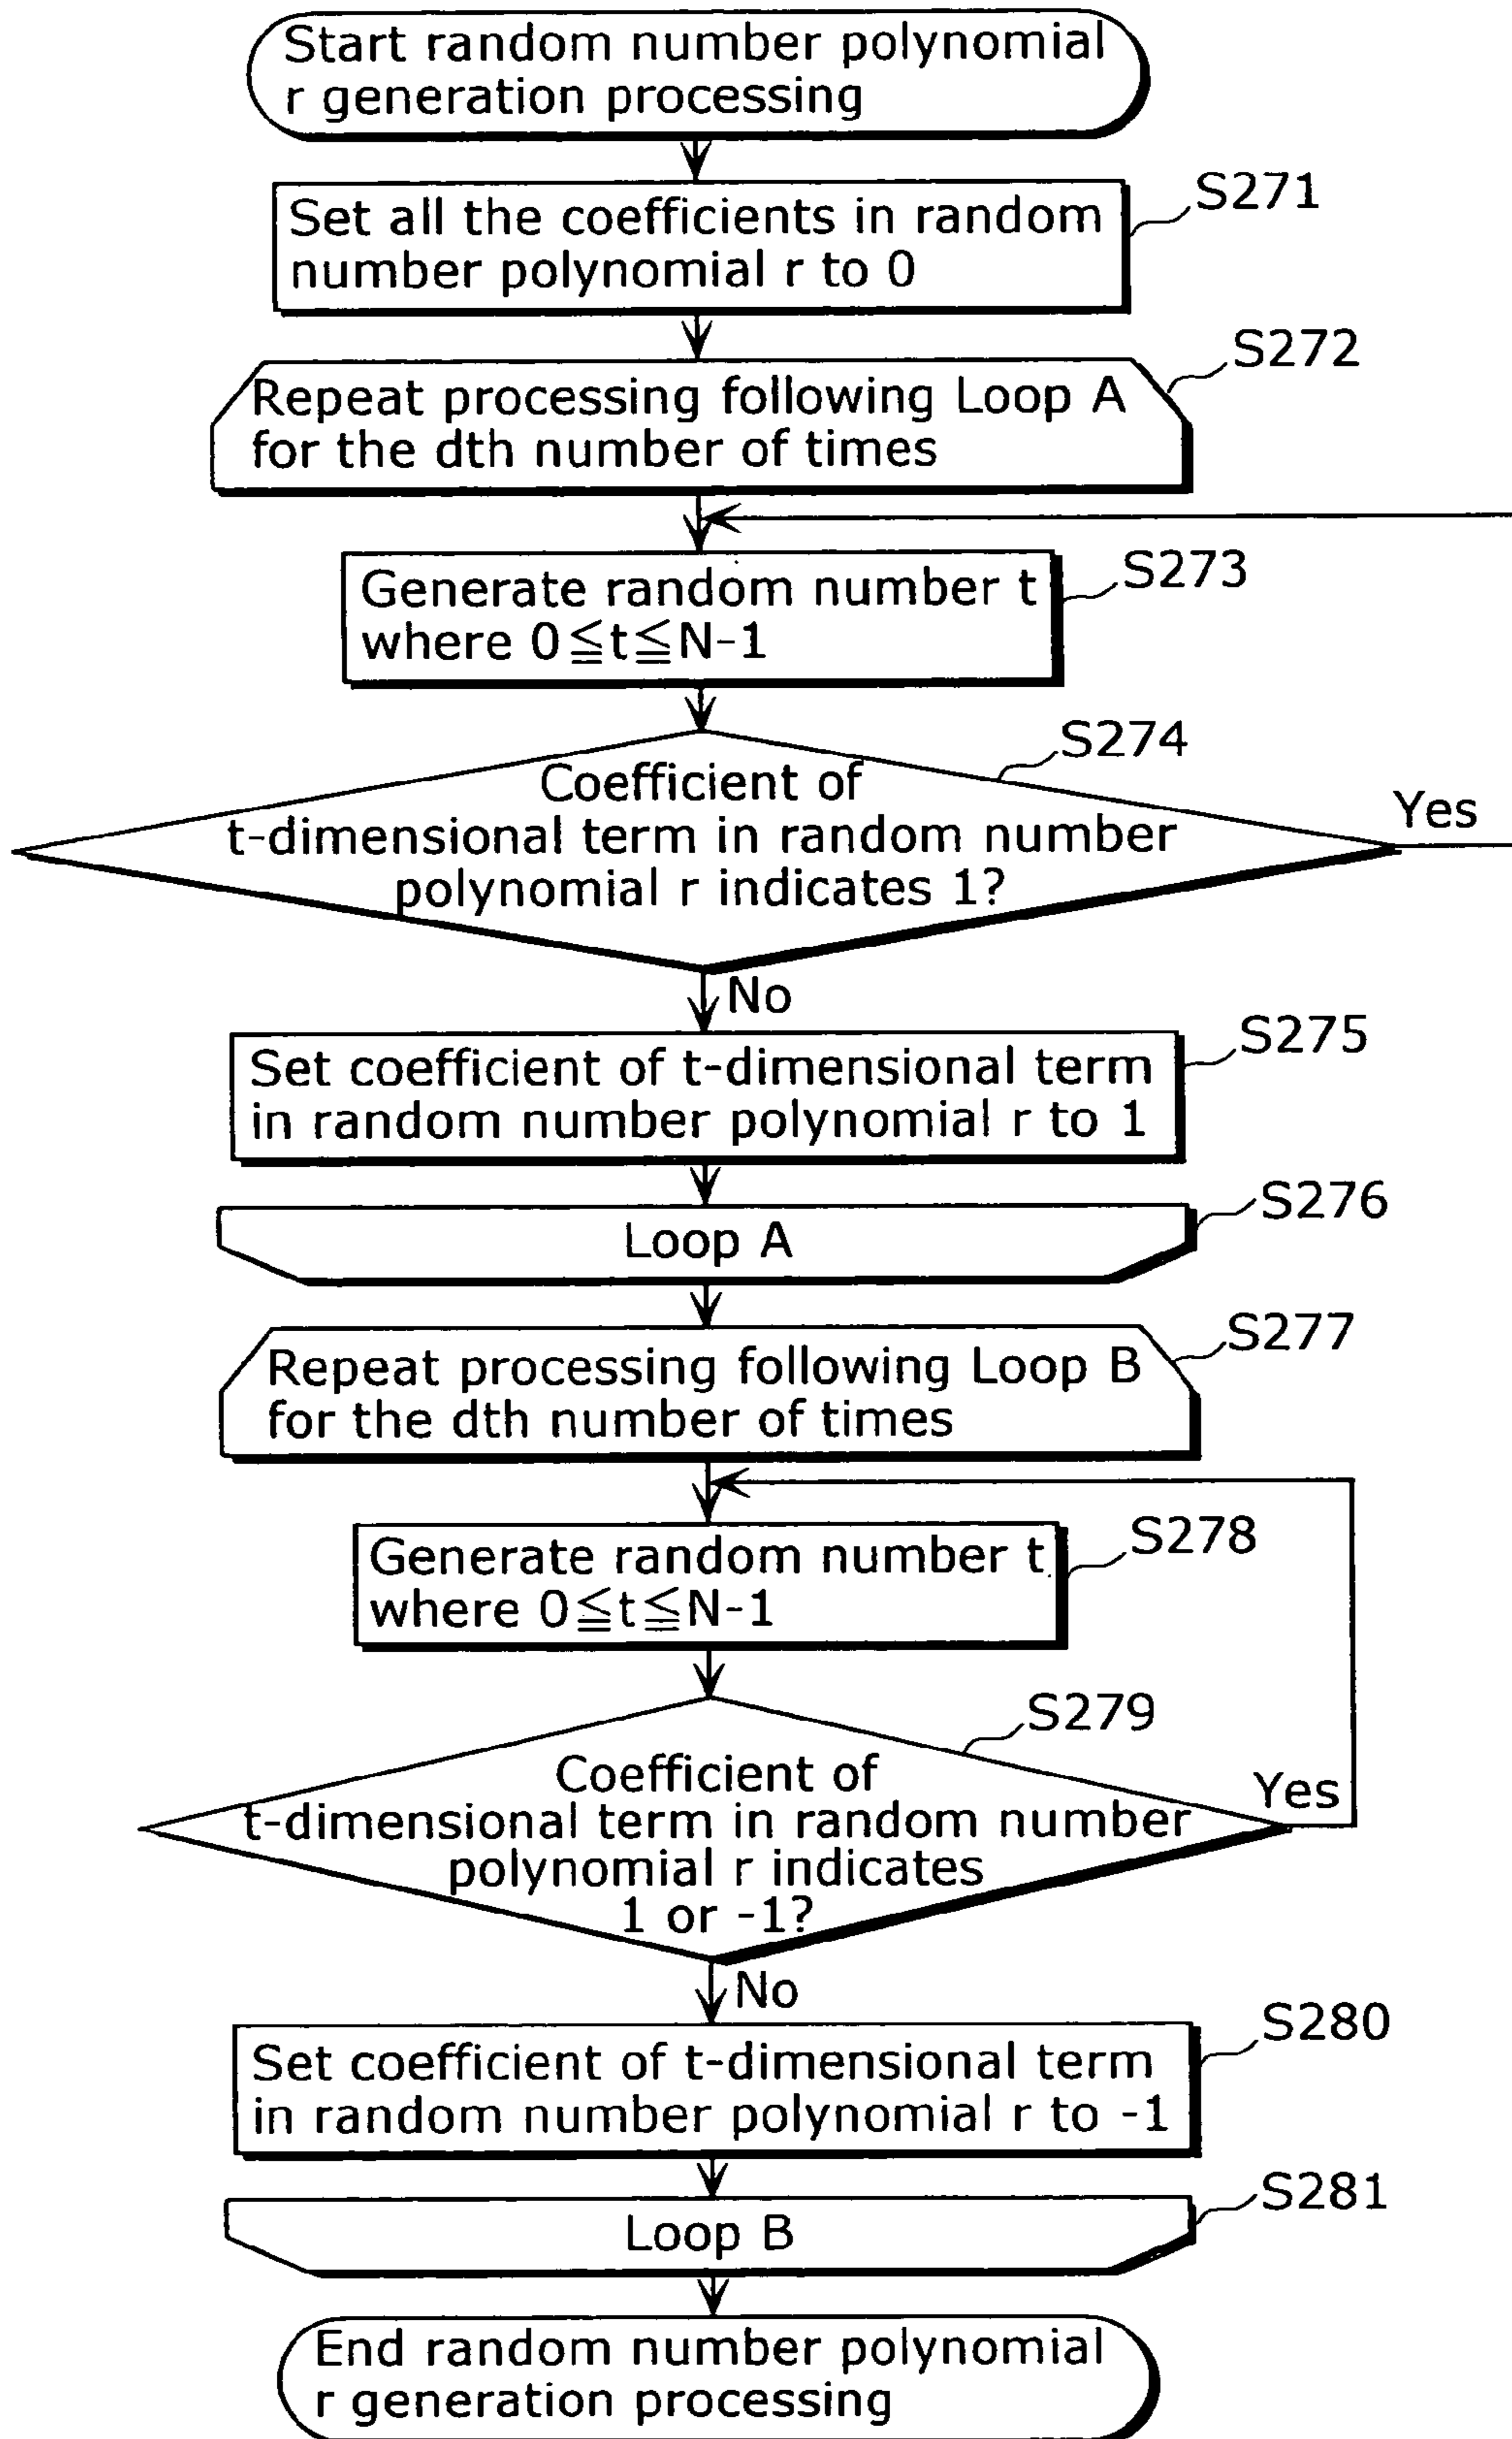 Start random number polynomial
r generation processing
S271
Set all the coefficients in random
number polynomial r to 0
S272
Repeat processing following Loop A
for the dth number of times
S273
Generate random number t
where 0≦t≦N-1
S274
Coefficient of
t-dimensional term in random number
polynomial r indicates 1?
Yes
No
S275
Set coefficient of t-dimensional term
in random number polynomial r to 1
S276
Loop A
S277
Repeat processing following Loop B
for the dth number of times
S278
Generate random number t
where 0≦t≦N-1
S279
Coefficient of
t-dimensional term in random number
polynomial r indicates
1 or -1?
Yes
No
S280
Set coefficient of t-dimensional term
in random number polynomial r to -1
S281
Loop B
End random number polynomial
r generation processing